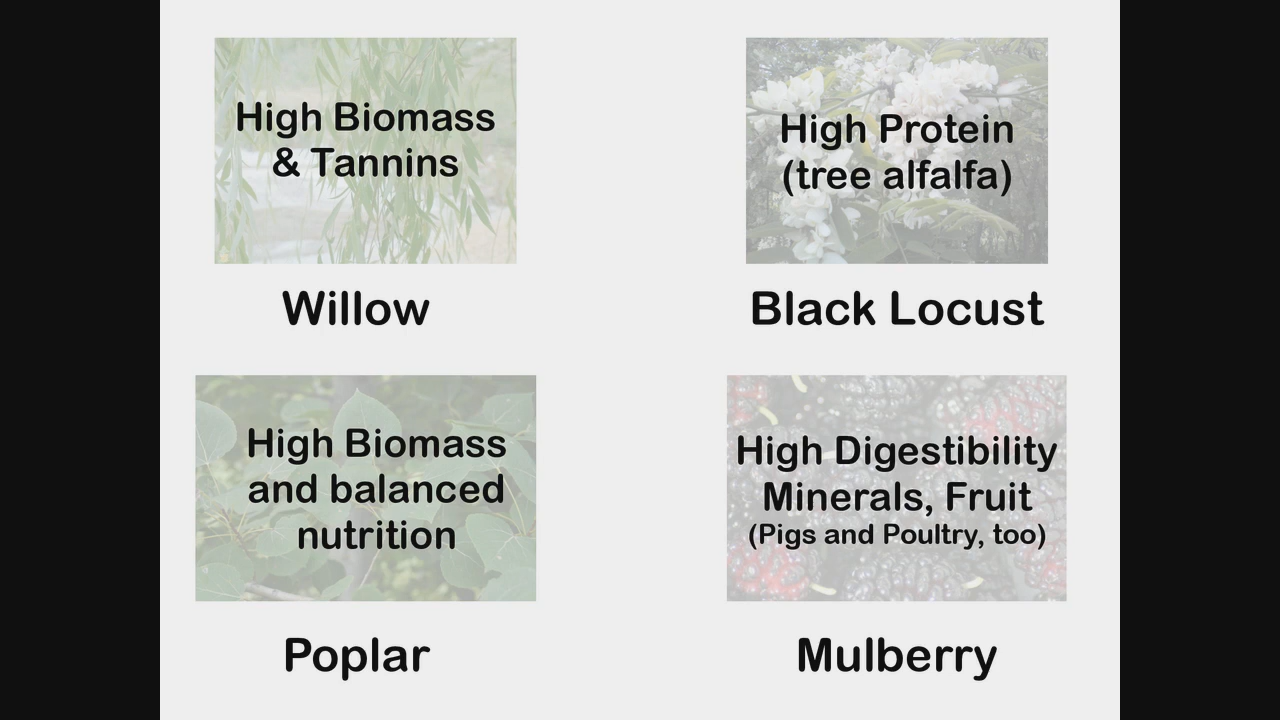 High Biomass
& Tannins
Willow
High Protein
(tree alfalfa)
Black Locust
High Biomass
and balanced
nutrition
Poplar
High Digestibility
Minerals, Fruit
(Pigs and Poultry, too)
Mulberry